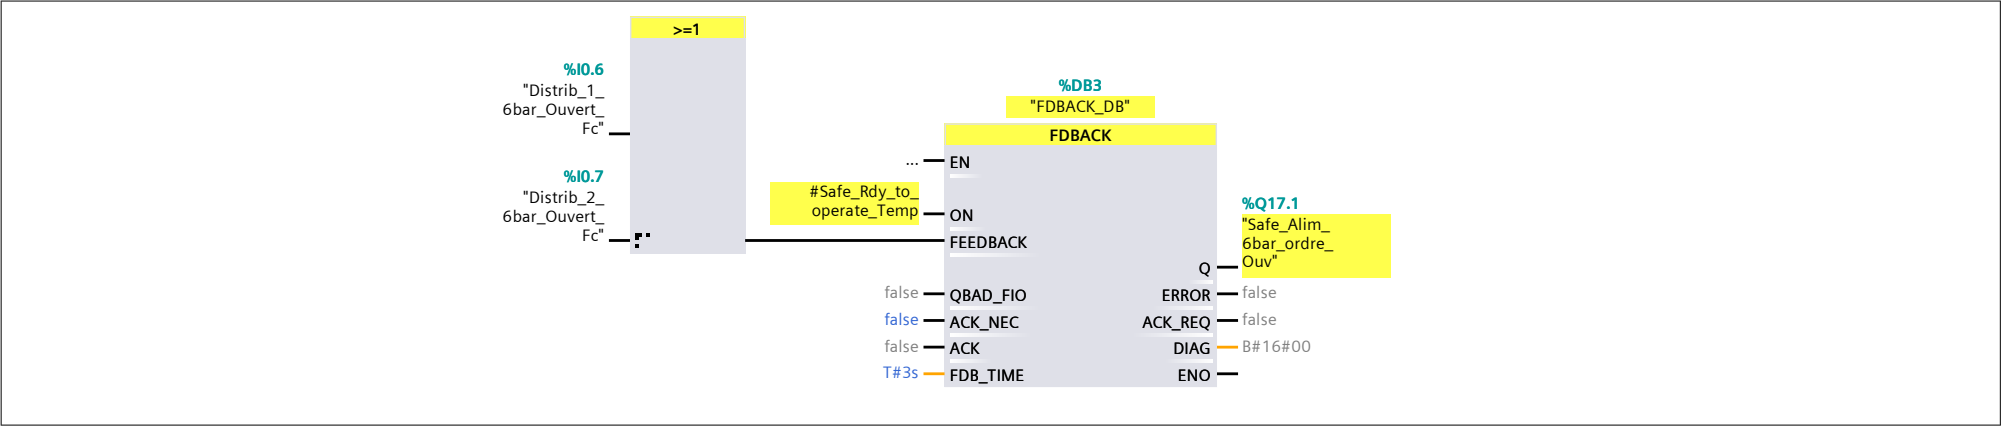 >=1
%I0.6
"Distrib_1_
6bar_Ouvert_
Fc"
%I0.7
"Distrib_2_
6bar_Ouvert_
Fc"
%DB3
"FDBACK_DB"
FDBACK
... EN
#Safe_Rdy_to_
operate_Temp
ON
FEEDBACK
%Q17.1
"Safe_Alim_
6bar_ordre_
Ouv"
Q
false QBAD_FIO ERROR false
false ACK_NEC ACK_REQ false
false ACK DIAG B#16#00
T#3s FDB_TIME ENO